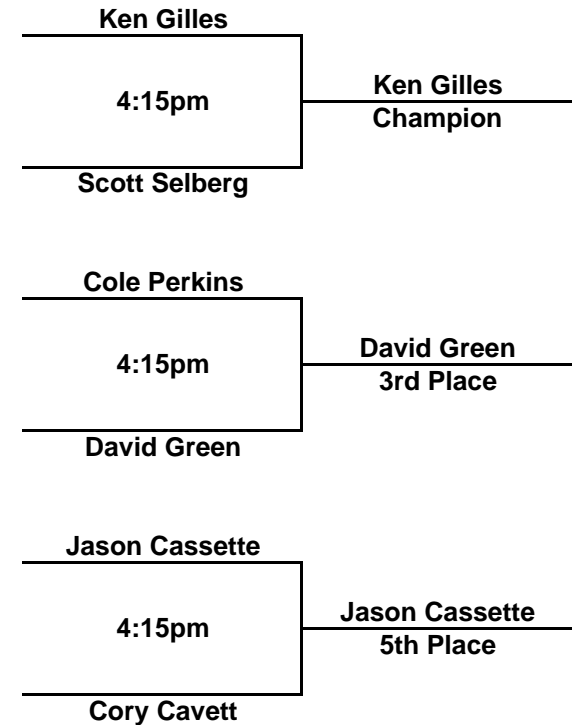 Ken Gilles
4:15pm
Ken Gilles
Champion
Scott Selberg
Cole Perkins
4:15pm
David Green
3rd Place
David Green
Jason Cassette
4:15pm
Jason Cassette
5th Place
Cory Cavett